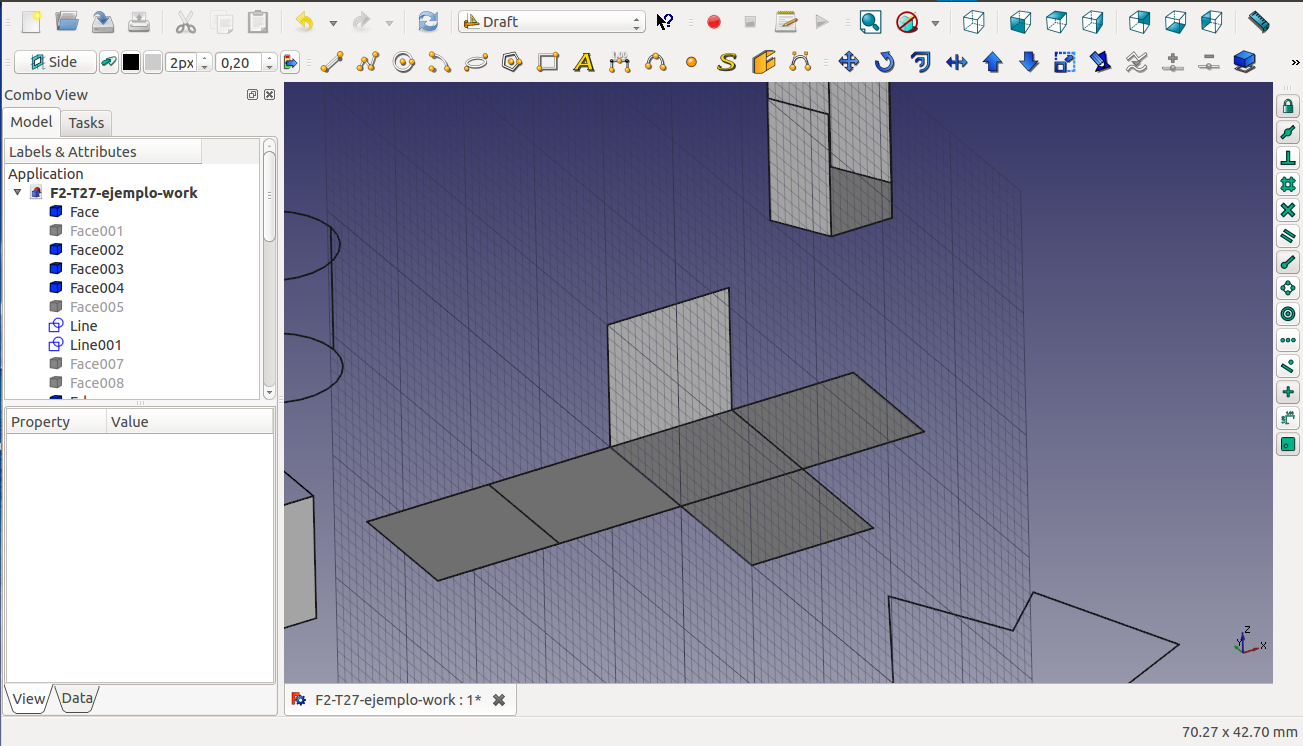 Draft
Side
2px
0,20
»
Combo View
Model
Tasks
Labels & Attributes
Application
F2-T27-ejemplo-work
Face
Face001
Face002
Face003
Face004
Face005
Line
Line001
Face007
Face008
Property
Value
Z
Y
X
View
Data
F2-T27-ejemplo-work : 1*
70.27 x 42.70 mm